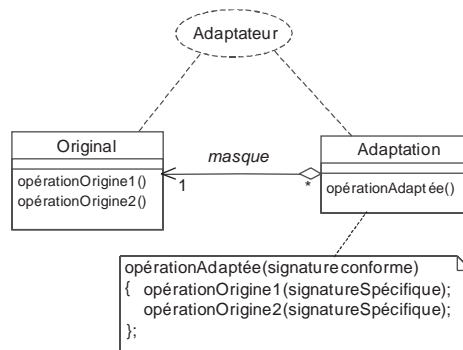 Adaptateur
Original
opérationOrigine1()
opérationOrigine2()
masque
1
*
Adaptation
opérationAdaptée()
opérationAdaptée(signature conforme)
{ opérationOrigine1(signatureSpécifique);
opérationOrigine2(signatureSpécifique);
};